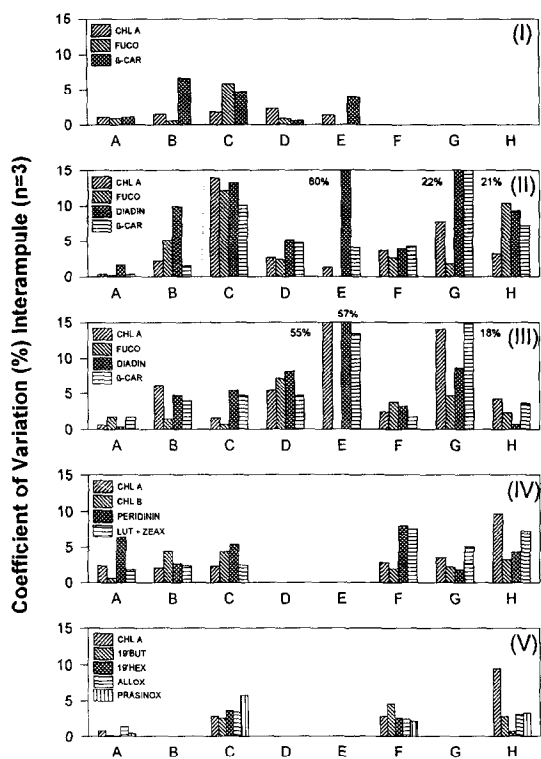 Coefficient of Variation (%) Interampule (n=3)
15
10
5
0
CHL A
FUCO
ß-CAR
(I)
A B C D E F G H
15
10
5
0
CHL A
FUCO
DIADIN
ß-CAR
60%
22%
21%
(II)
A B C D E F G H
15
10
5
0
CHL A
FUCO
DIADIN
ß-CAR
55%
57%
18%
(III)
A B C D E F G H
15
10
5
0
CHL A
CHL B
PERIDININ
LUT + ZEAX
(IV)
A B C D E F G H
15
10
5
0
CHL A
19'BUT
19'HEX
ALLOX
PRASINOX
(V)
A B C D E F G H